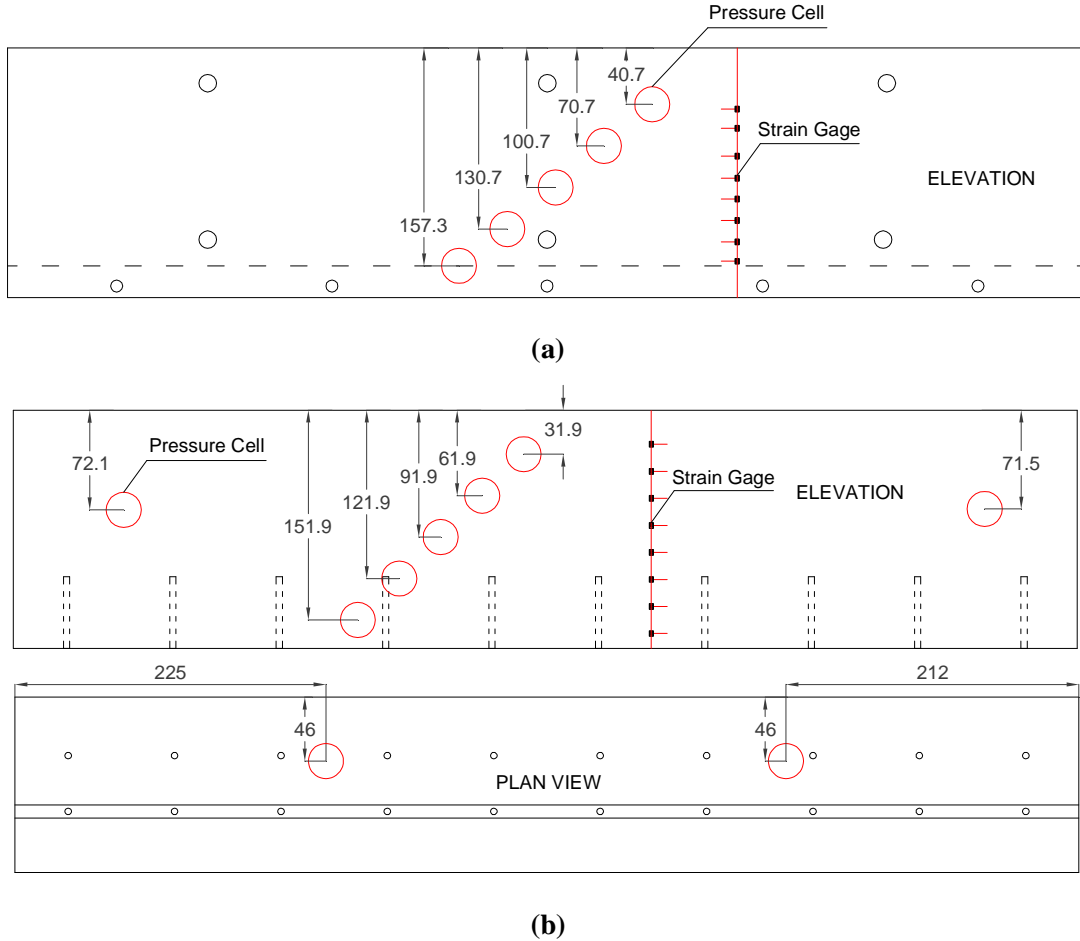 Pressure Cell
40.7
70.7
100.7
130.7
157.3
Strain Gage
ELEVATION
(a)
72.1
Pressure Cell
151.9
121.9
91.9
61.9
31.9
Strain Gage
ELEVATION
71.5
225
212
46
46
PLAN VIEW
(b)